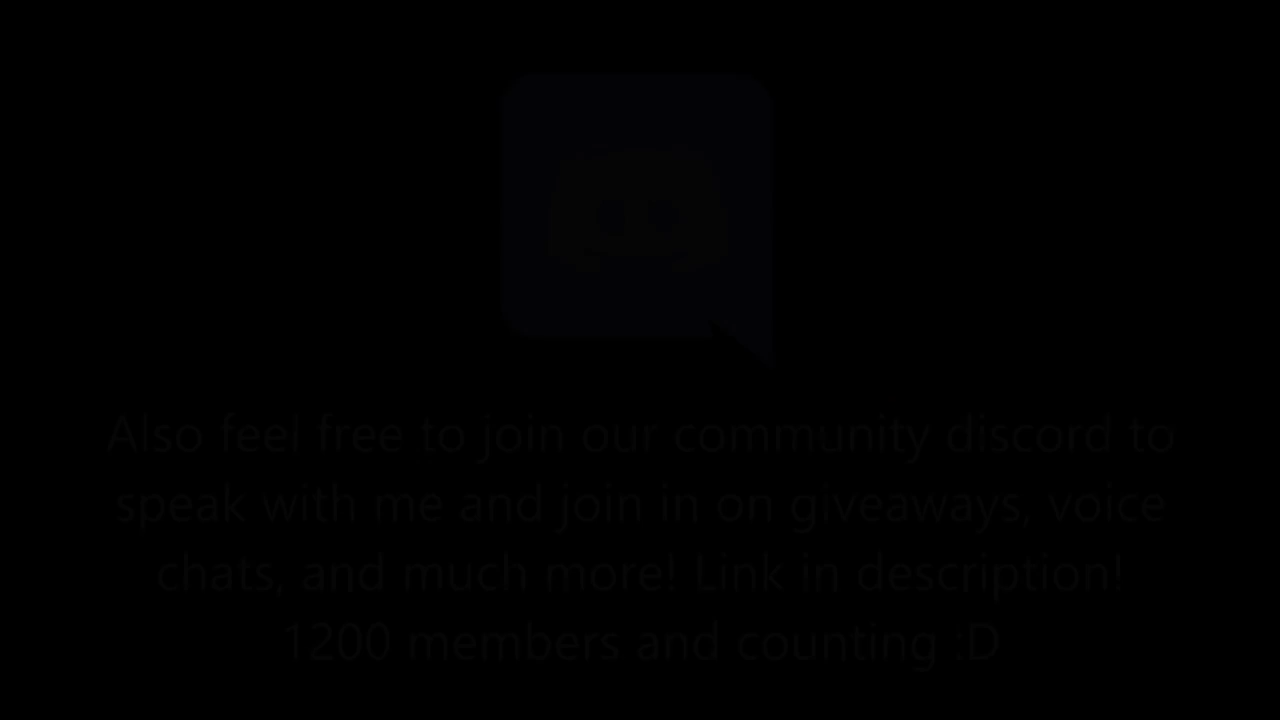 Also feel free to join our community discord to
speak with me and join in on giveaways, voice
chats, and much more! Link in description!
1200 members and counting :D